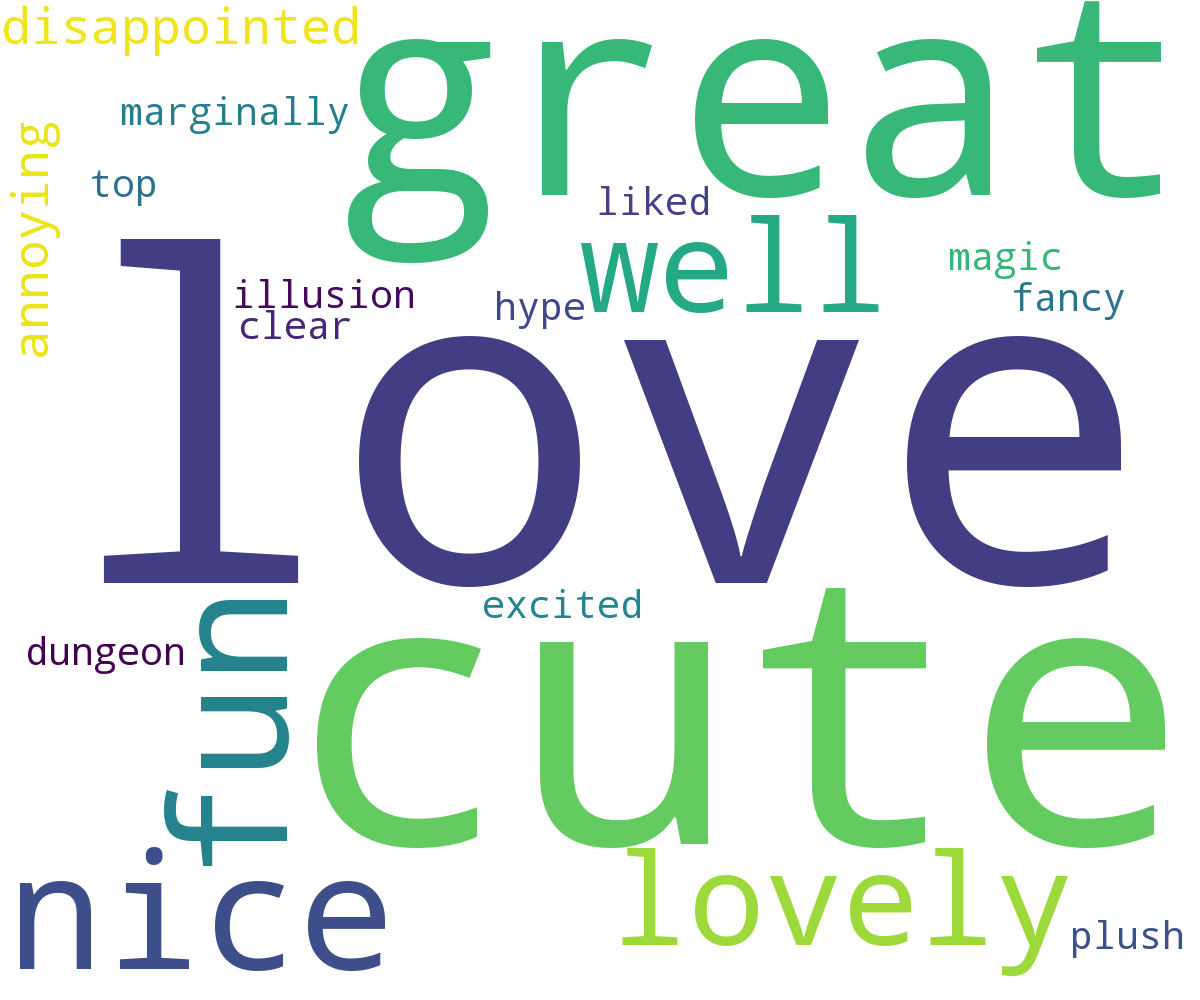 disappointed
great
marginally
annoying
top
liked
well
magic
illusion
fancy
hype
clear
love
excited
fun
dungeon
cute
nice
lovely
plush